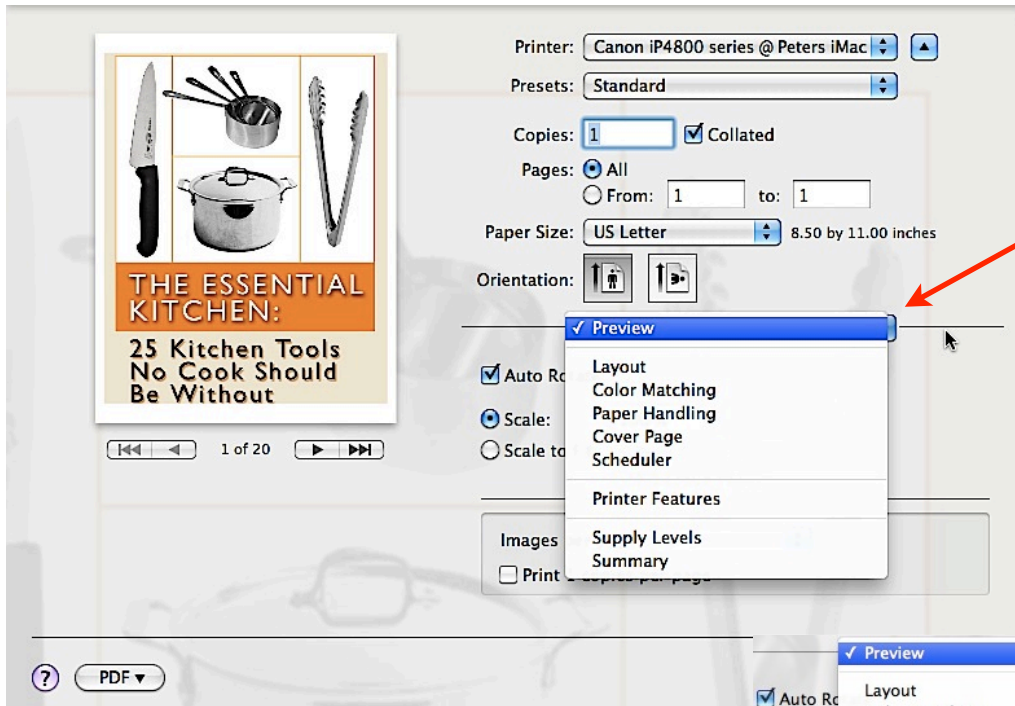 Printer: Canon iP4800 series @ Peters iMac
Presets: Standard
Copies: 1 Collated
Pages: All
From: 1 to: 1
Paper Size: US Letter 8.50 by 11.00 inches
Orientation:
THE ESSENTIAL
KITCHEN:
25 Kitchen Tools
No Cook Should
Be Without
1 of 20
✓ Preview
Layout
Color Matching
Paper Handling
Cover Page
Scheduler
Printer Features
Supply Levels
Summary
Auto Ro
Scale:
Scale to
Images
Print copies per page
? PDF
✓ Preview
Auto Ro Layout